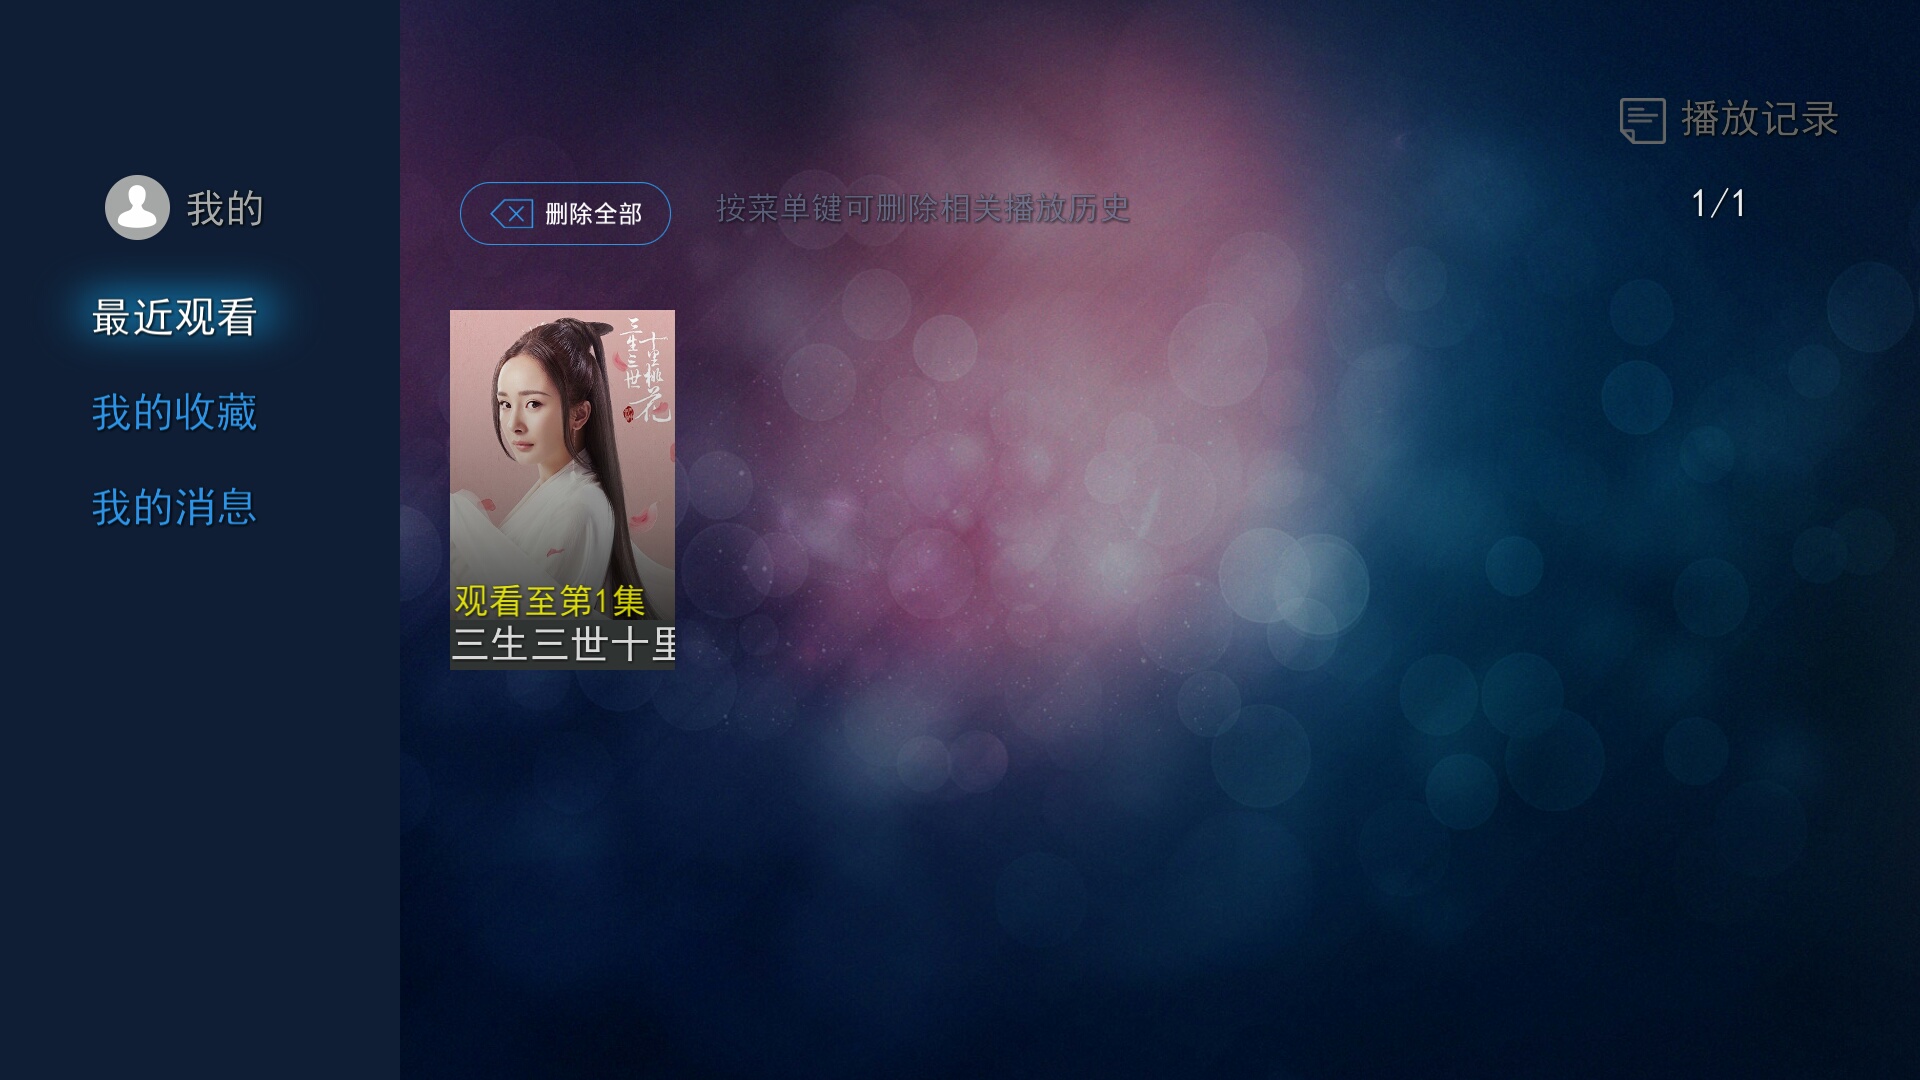 我的
最近观看
我的收藏
我的消息
播放记录
1/1
删除全部
按菜单键可删除相关播放历史
三生三世
十里桃花
观看至第1集
三生三世十里